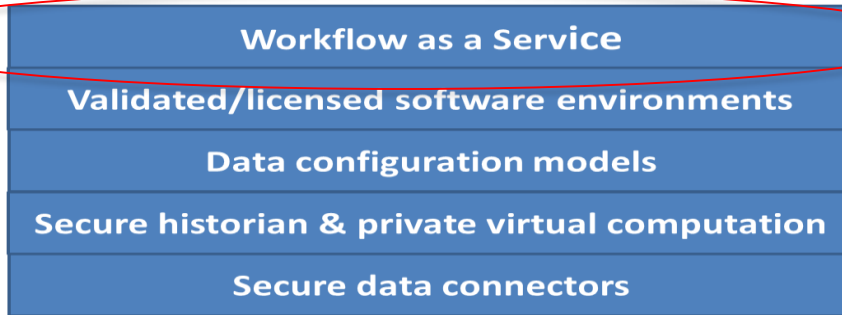 Workflow as a Service
Validated/licensed software environments
Data configuration models
Secure historian & private virtual computation
Secure data connectors